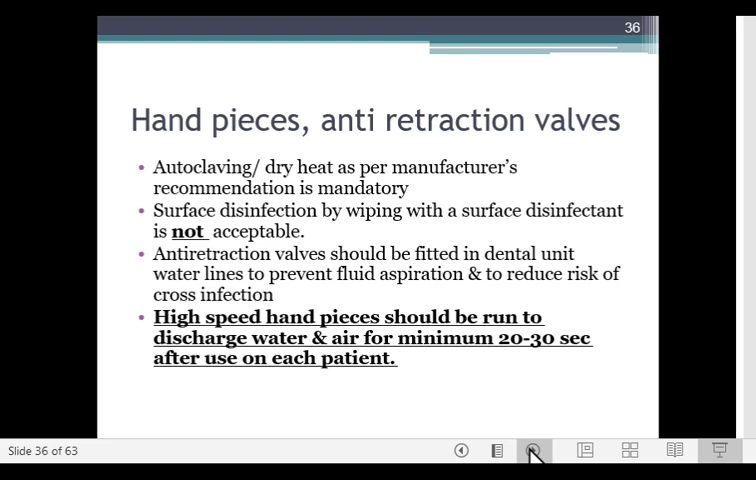 36
Hand pieces, anti retraction valves
• Autoclaving/ dry heat as per manufacturer's
recommendation is mandatory
• Surface disinfection by wiping with a surface disinfectant
is not acceptable.
• Antiretraction valves should be fitted in dental unit
water lines to prevent fluid aspiration & to reduce risk of
cross infection
• High speed hand pieces should be run to
discharge water & air for minimum 20-30 sec
after use on each patient.
Slide 36 of 63